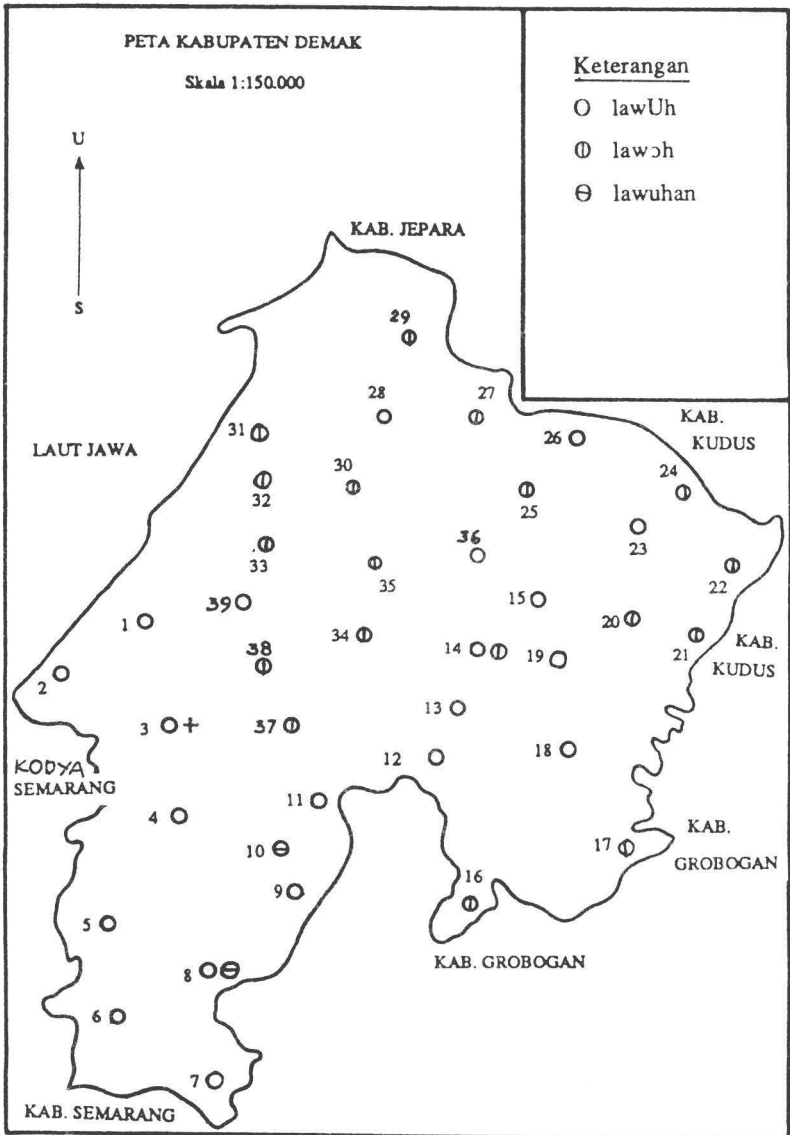 PETA KABUPATEN DEMAK
Skala 1:150.000
Keterangan
lawUh
lawɔh
lawuhan
U
S
KAB. JEPARA
29
28
27
26
KAB.
KUDUS
31
LAUT JAWA
30
24
32
25
23
36
33
35
22
39
15
1
20
34
14
19
21
KAB.
KUDUS
38
2
13
3 +
37
18
12
KODYA
SEMARANG
11
4
KAB.
GROBOGAN
10
17
9
16
5
8
KAB. GROBOGAN
6
7
KAB. SEMARANG